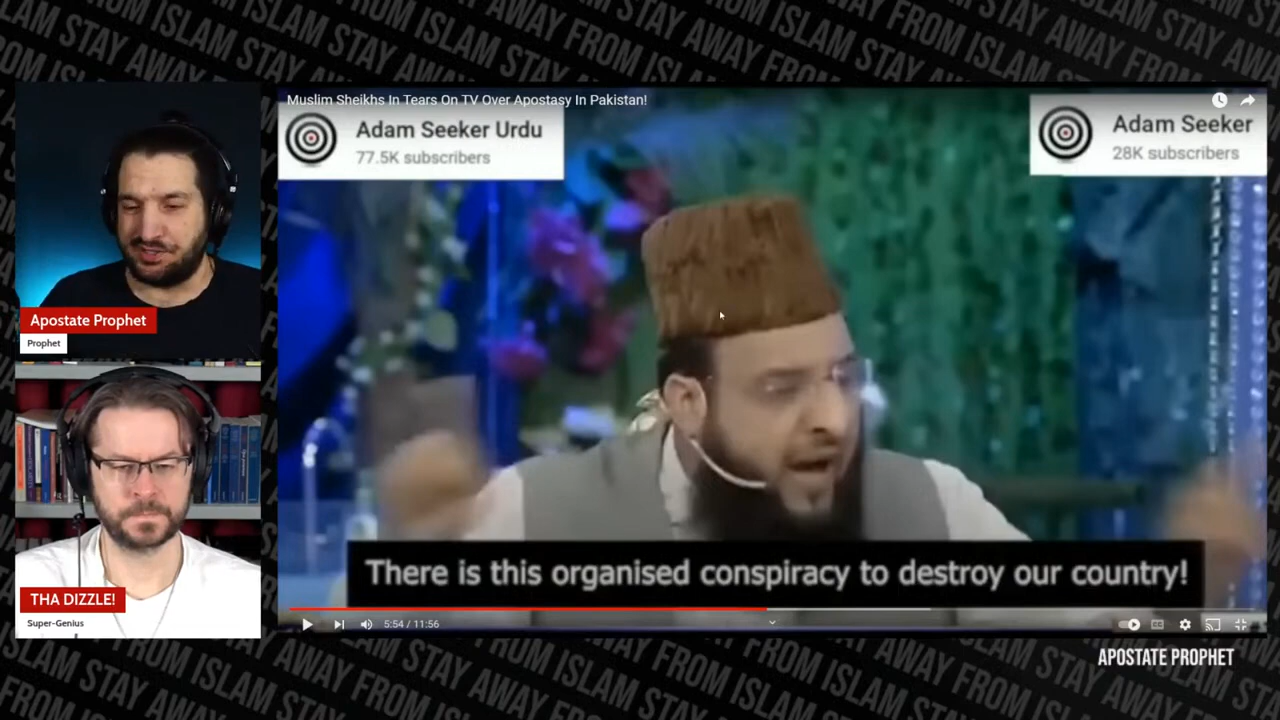 STAY AWAY FROM ISLAM
Muslim Sheikhs In Tears On TV Over Apostasy In Pakistan!
Adam Seeker Urdu
77.5K subscribers
Adam Seeker
28K subscribers
Apostate Prophet
Prophet
THA DIZZLE!
Super-Genius
There is this organised conspiracy to destroy our country!
5:54 / 11:56
APOSTATE PROPHET